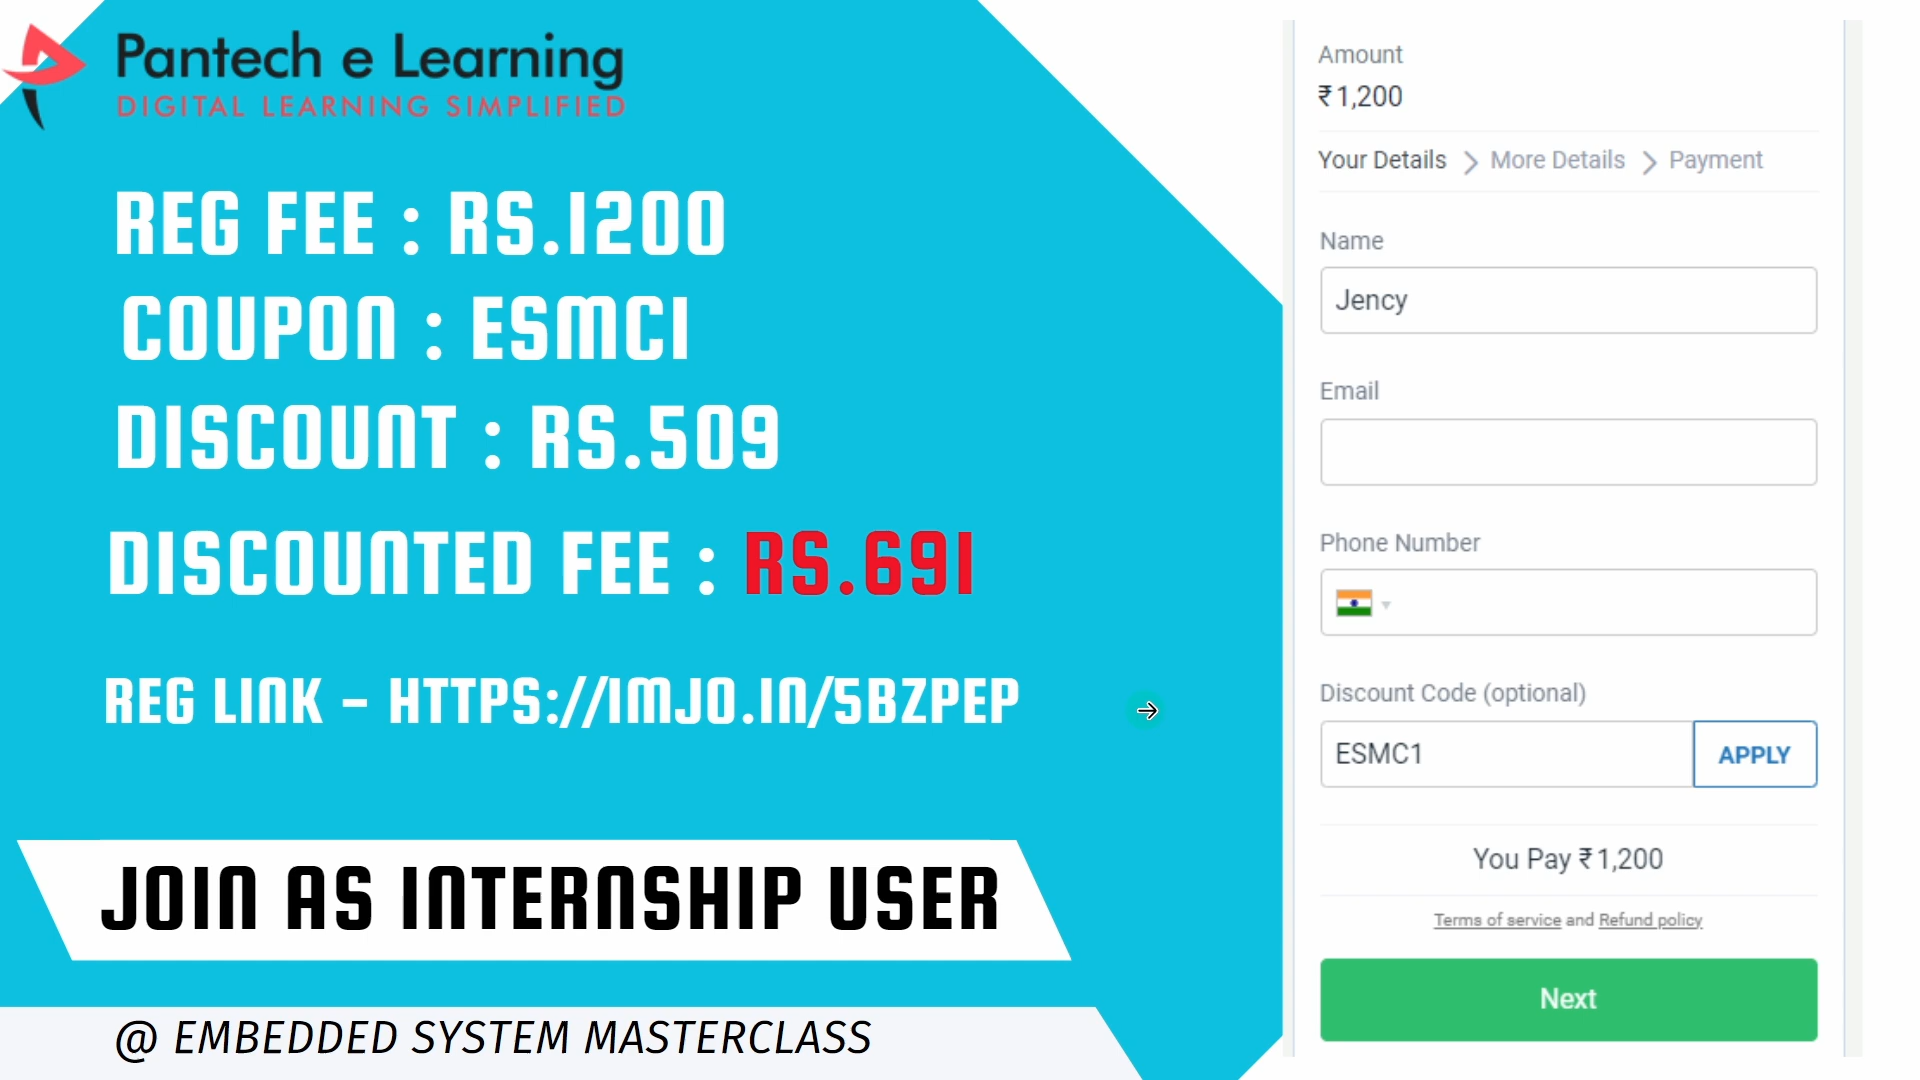 Pantech e Learning
DIGITAL LEARNING SIMPLIFIED
REG FEE : RS.1200
COUPON : ESMC1
DISCOUNT : RS.509
DISCOUNTED FEE : RS.691
REG LINK - HTTPS://IMJO.IN/5BZPEP
JOIN AS INTERNSHIP USER
@ EMBEDDED SYSTEM MASTERCLASS
Amount
₹1,200
Your Details > More Details > Payment
Name
Jency
Email
Phone Number
Discount Code (optional)
ESMC1 APPLY
You Pay ₹1,200
Terms of service and Refund policy
Next